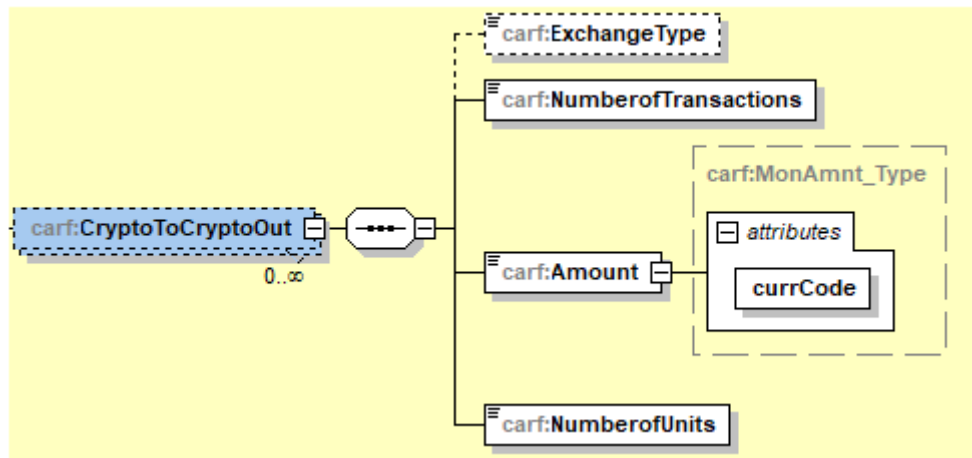 carf:ExchangeType
carf:NumberofTransactions
carf:MonAmnt_Type
attributes
carf:CryptoToCryptoOut
0..∞
carf:Amount
currCode
carf:NumberofUnits